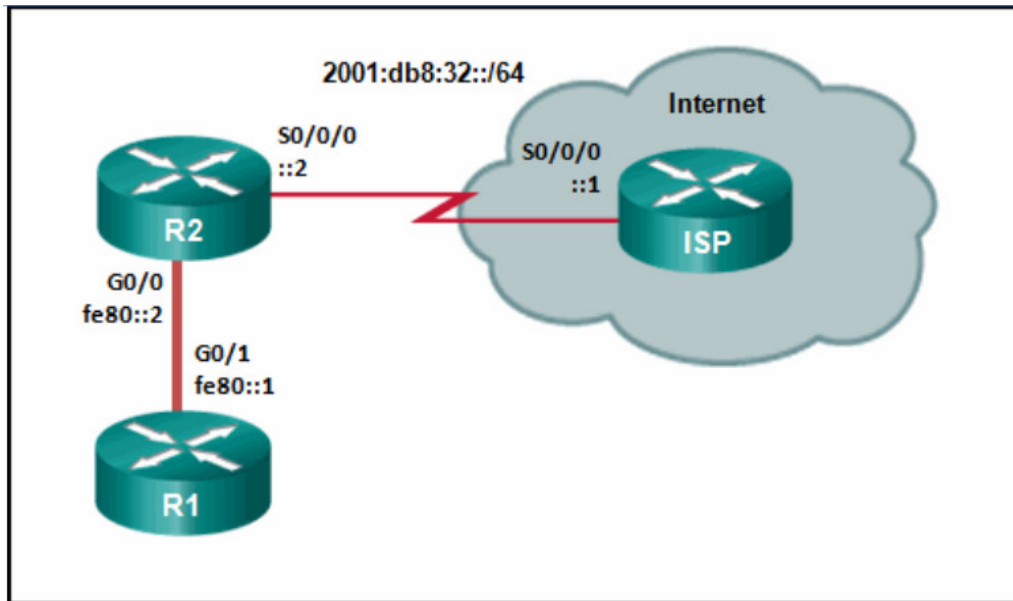 2001:db8:32::/64
Internet
S0/0/0
::2
S0/0/0
::1
R2
ISP
G0/0
fe80::2
G0/1
fe80::1
R1